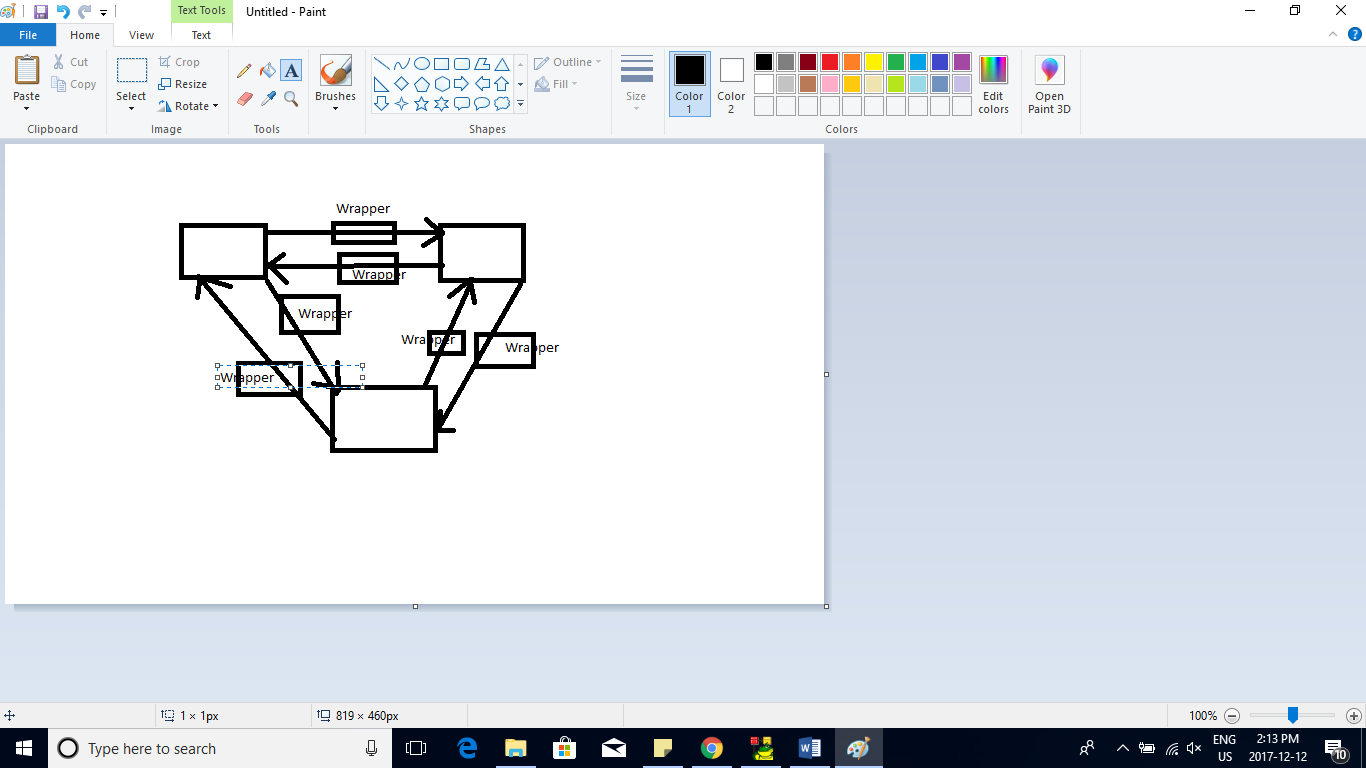 Text Tools
Untitled - Paint
File
Home
View
Text
Paste
Cut
Copy
Clipboard
Select
Crop
Resize
Rotate
Image
A
Tools
Brushes
Outline
Fill
Shapes
Size
Color 1
Color 2
Colors
Edit colors
Open Paint 3D
Wrapper
Wrapper
Wrapper
Wrapper
Wrapper
Wrapper
1 × 1px
819 × 460px
100%
Type here to search
ENG
US
2:13 PM
2017-12-12
10